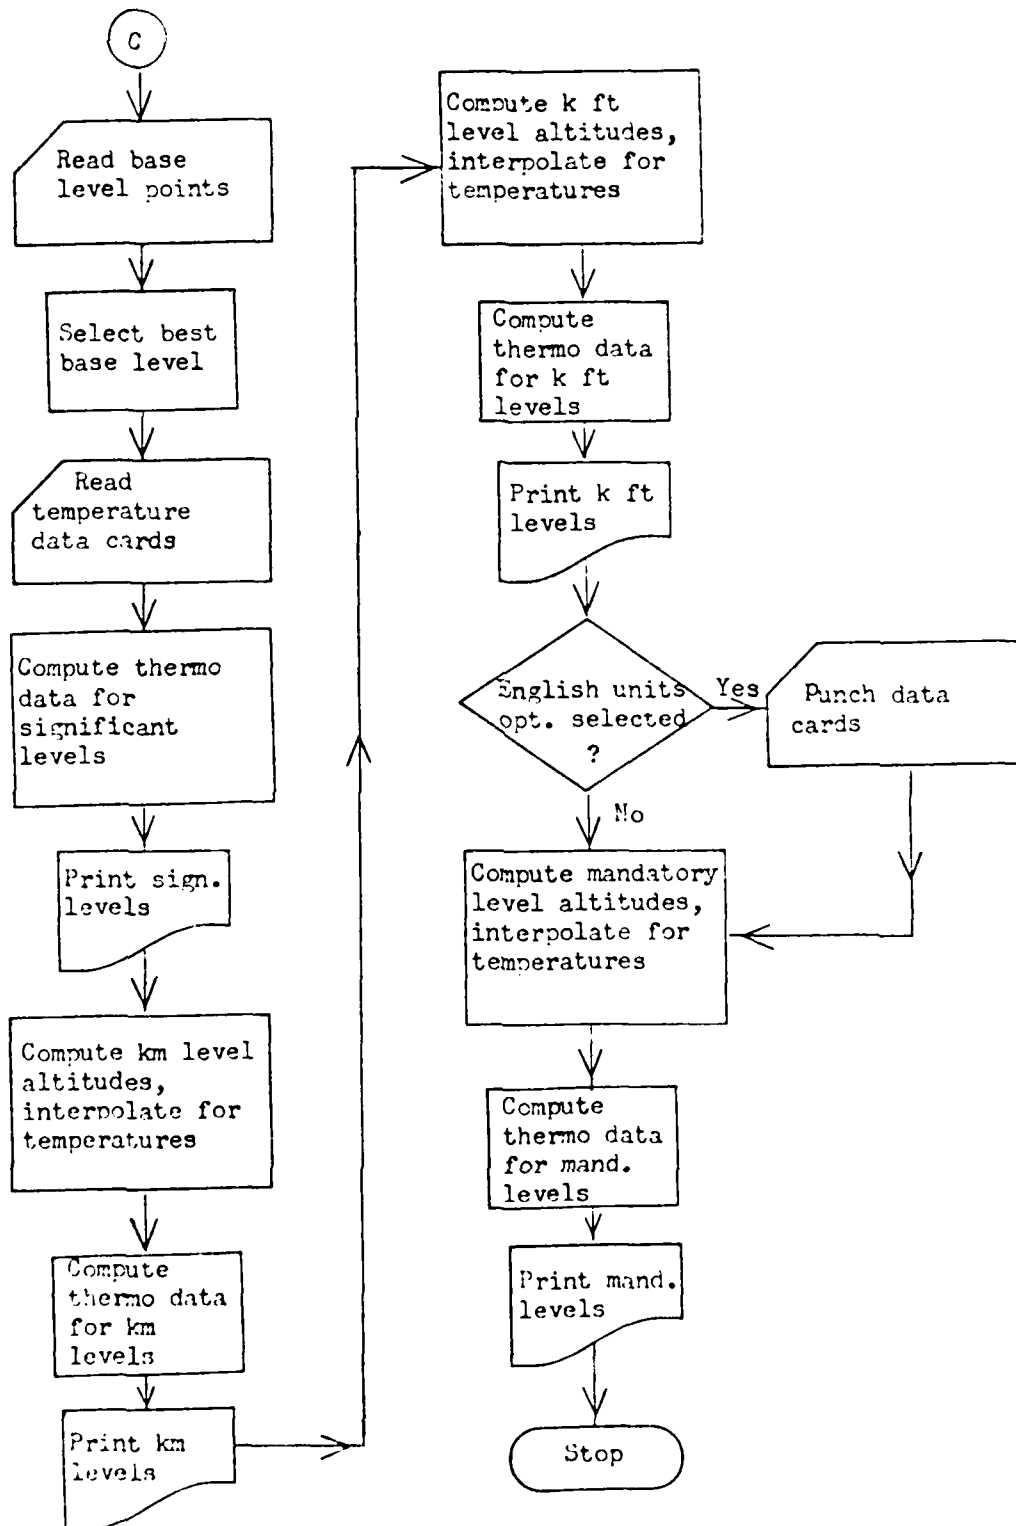 C
Read base
level points
Select best
base level
Read
temperature
data cards
Compute thermo
data for
significant
levels
Print sign.
levels
Compute km level
altitudes,
interpolate for
temperatures
Compute
thermo data
for km
levels
Print km
levels
Compute k ft
level altitudes,
interpolate for
temperatures
Compute
thermo data
for k ft
levels
Print k ft
levels
English units
opt. selected
?
Yes
Punch data
cards
No
Compute mandatory
level altitudes,
interpolate for
temperatures
Compute
thermo data
for mand.
levels
Print mand.
levels
Stop